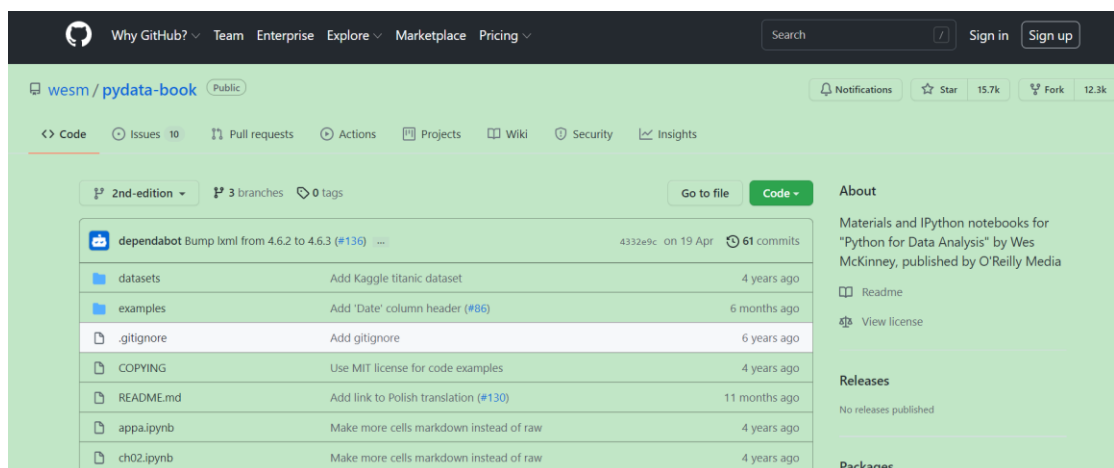 Why GitHub? Team Enterprise Explore Marketplace Pricing Search / Sign in Sign up
wesm / pydata-book Public Notifications Star 15.7k Fork 12.3k
Code Issues 10 Pull requests Actions Projects Wiki Security Insights
2nd-edition 3 branches 0 tags Go to file Code
dependabot Bump lxml from 4.6.2 to 4.6.3 (#136) ... 4332e9c on 19 Apr 61 commits
datasets Add Kaggle titanic dataset 4 years ago
examples Add 'Date' column header (#86) 6 months ago
.gitignore Add gitignore 6 years ago
COPYING Use MIT license for code examples 4 years ago
README.md Add link to Polish translation (#130) 11 months ago
appa.ipynb Make more cells markdown instead of raw 4 years ago
ch02.ipynb Make more cells markdown instead of raw 4 years ago
About
Materials and IPython notebooks for
"Python for Data Analysis" by Wes
McKinney, published by O'Reilly Media
Readme
View license
Releases
No releases published
Packages